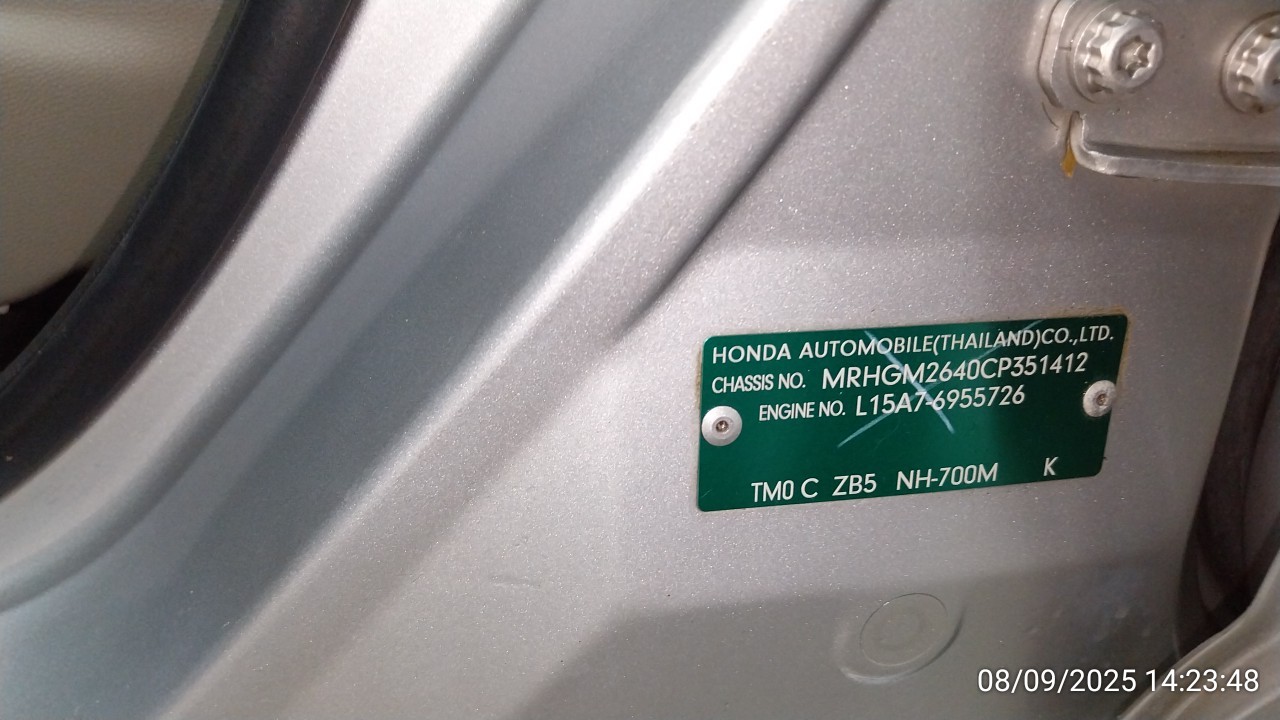 HONDA AUTOMOBILE(THAILAND)CO.,LTD.
CHASSIS NO. MRHGM2640CP351412
ENGINE NO. L15A7-6955726
TM0 C ZB5 NH-700M K
08/09/2025 14:23:48